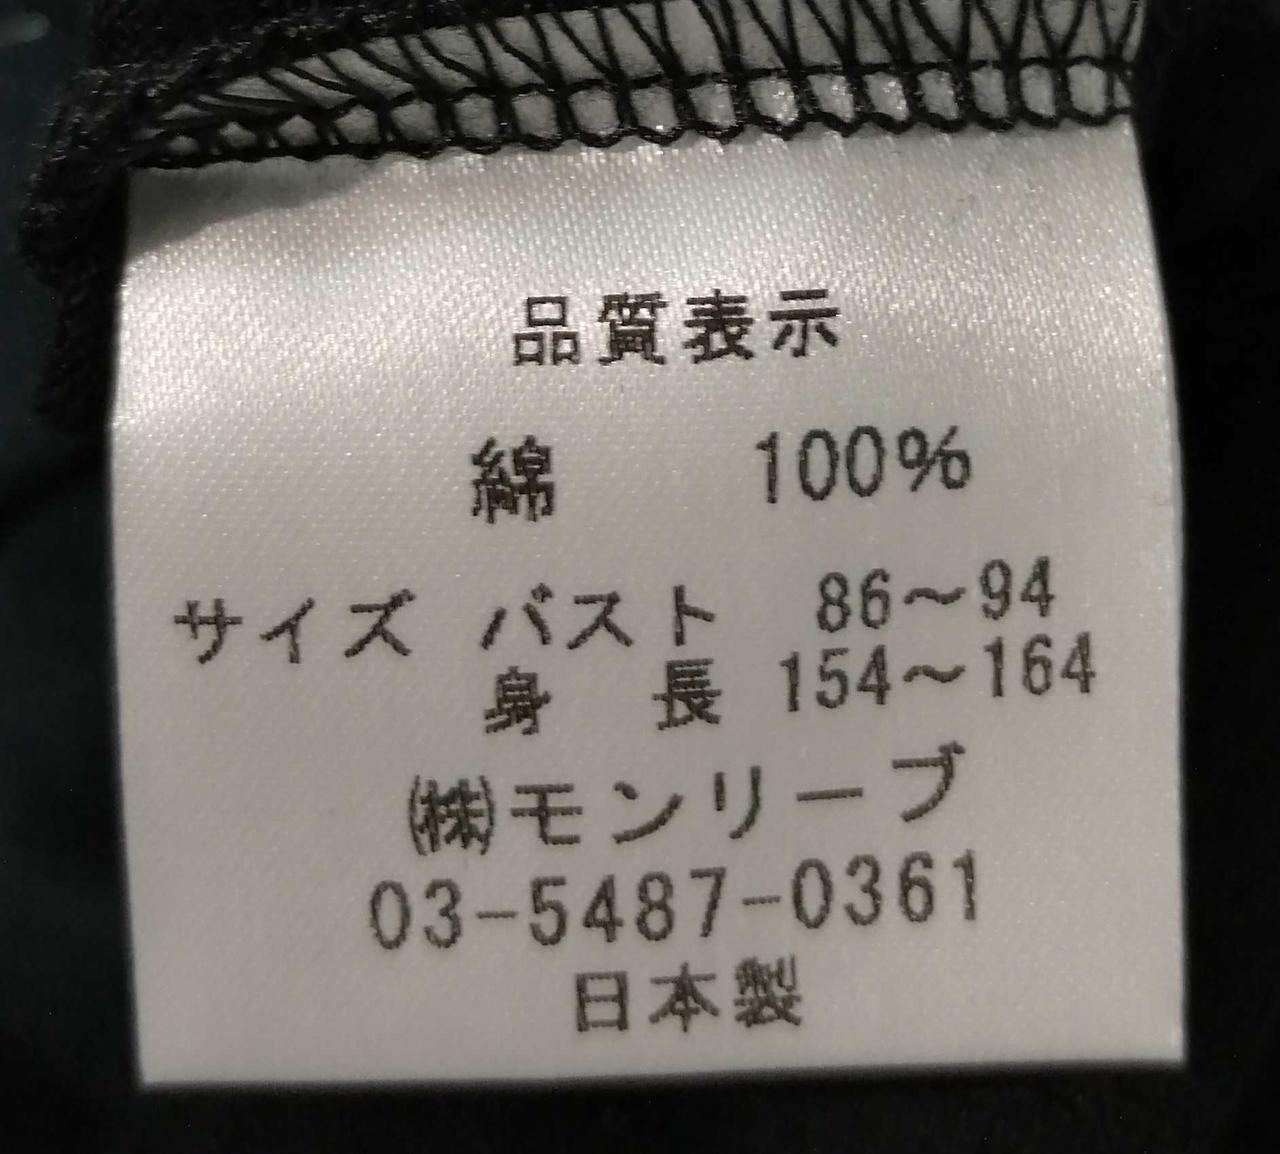 品質表示
綿 100%
サイズ バスト 86〜94
身長 154〜164
㈱モンリーブ
03-5487-0361
日本製